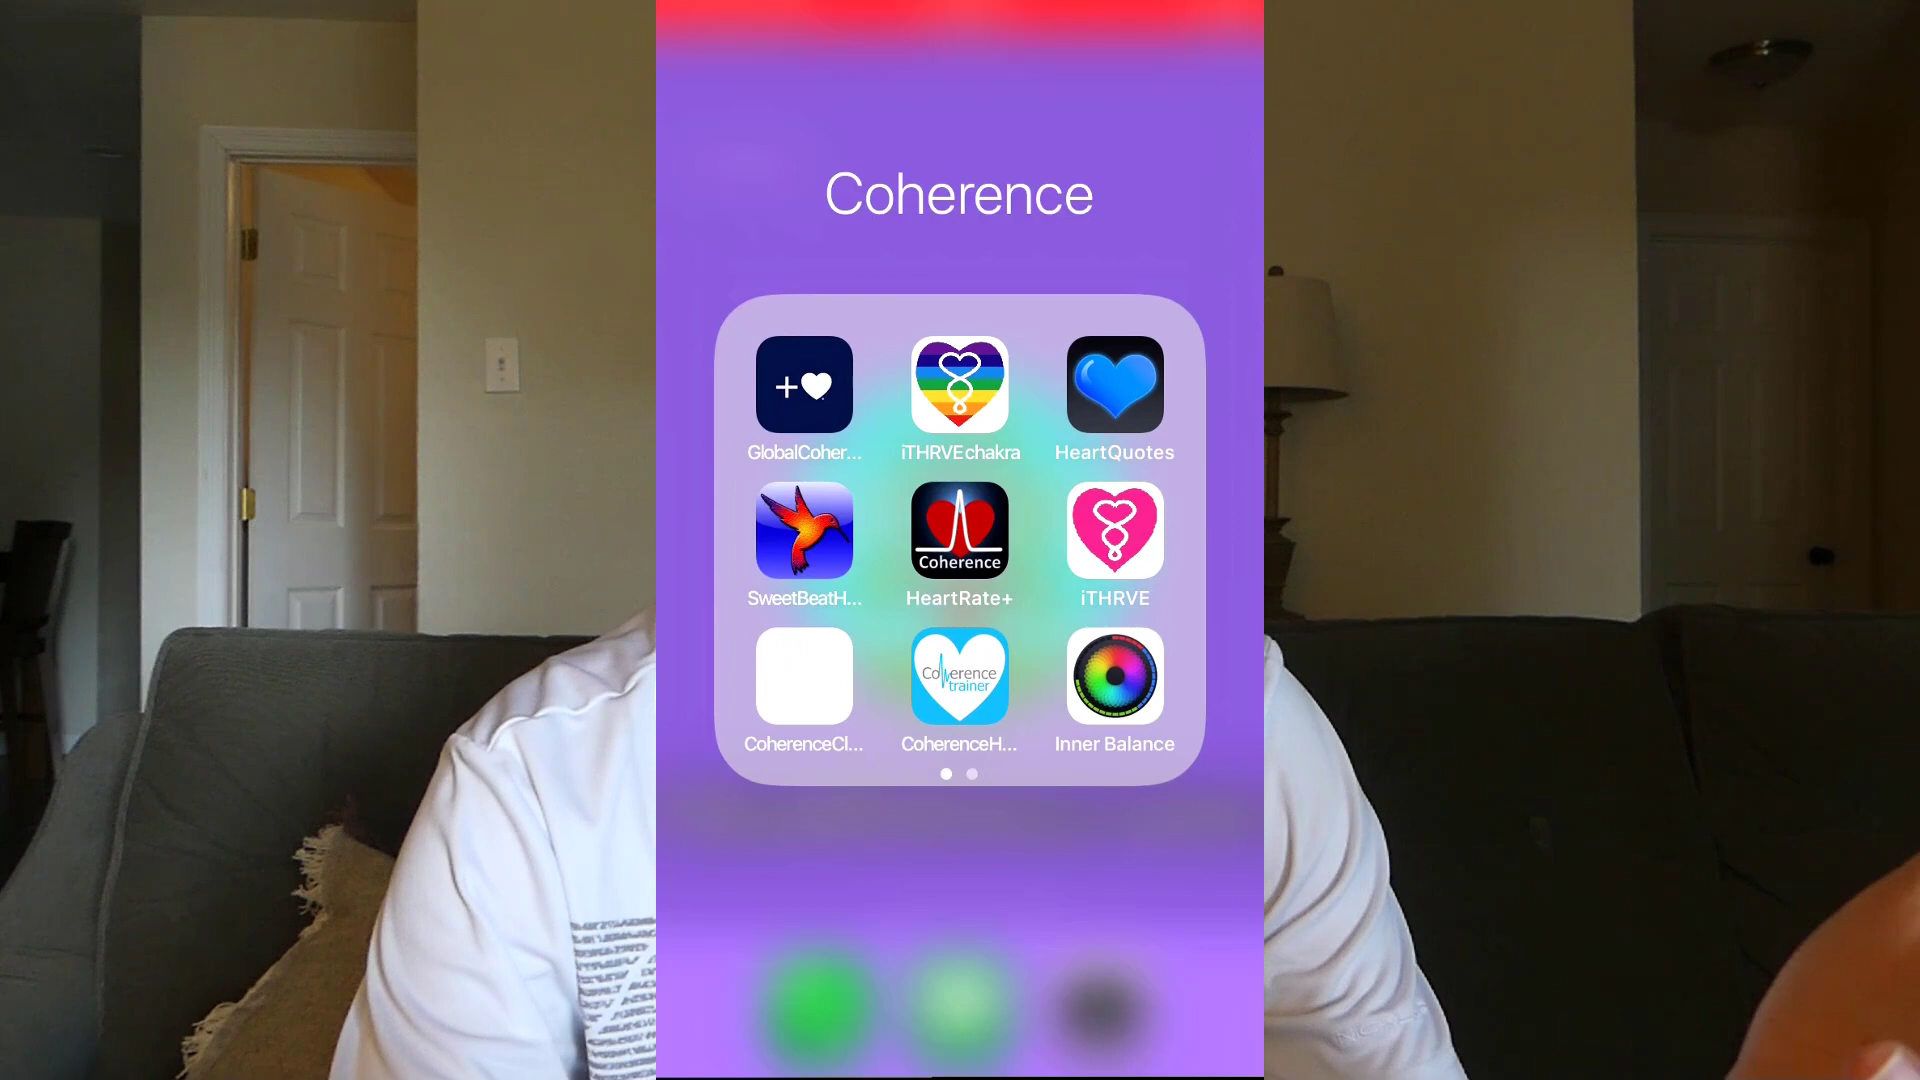 Coherence
GlobalCoher...
iTHRVEchakra
HeartQuotes
Coherence
SweetBeatH...
HeartRate+
iTHRVE
Coherence
trainer
CoherenceCl...
CoherenceH...
Inner Balance